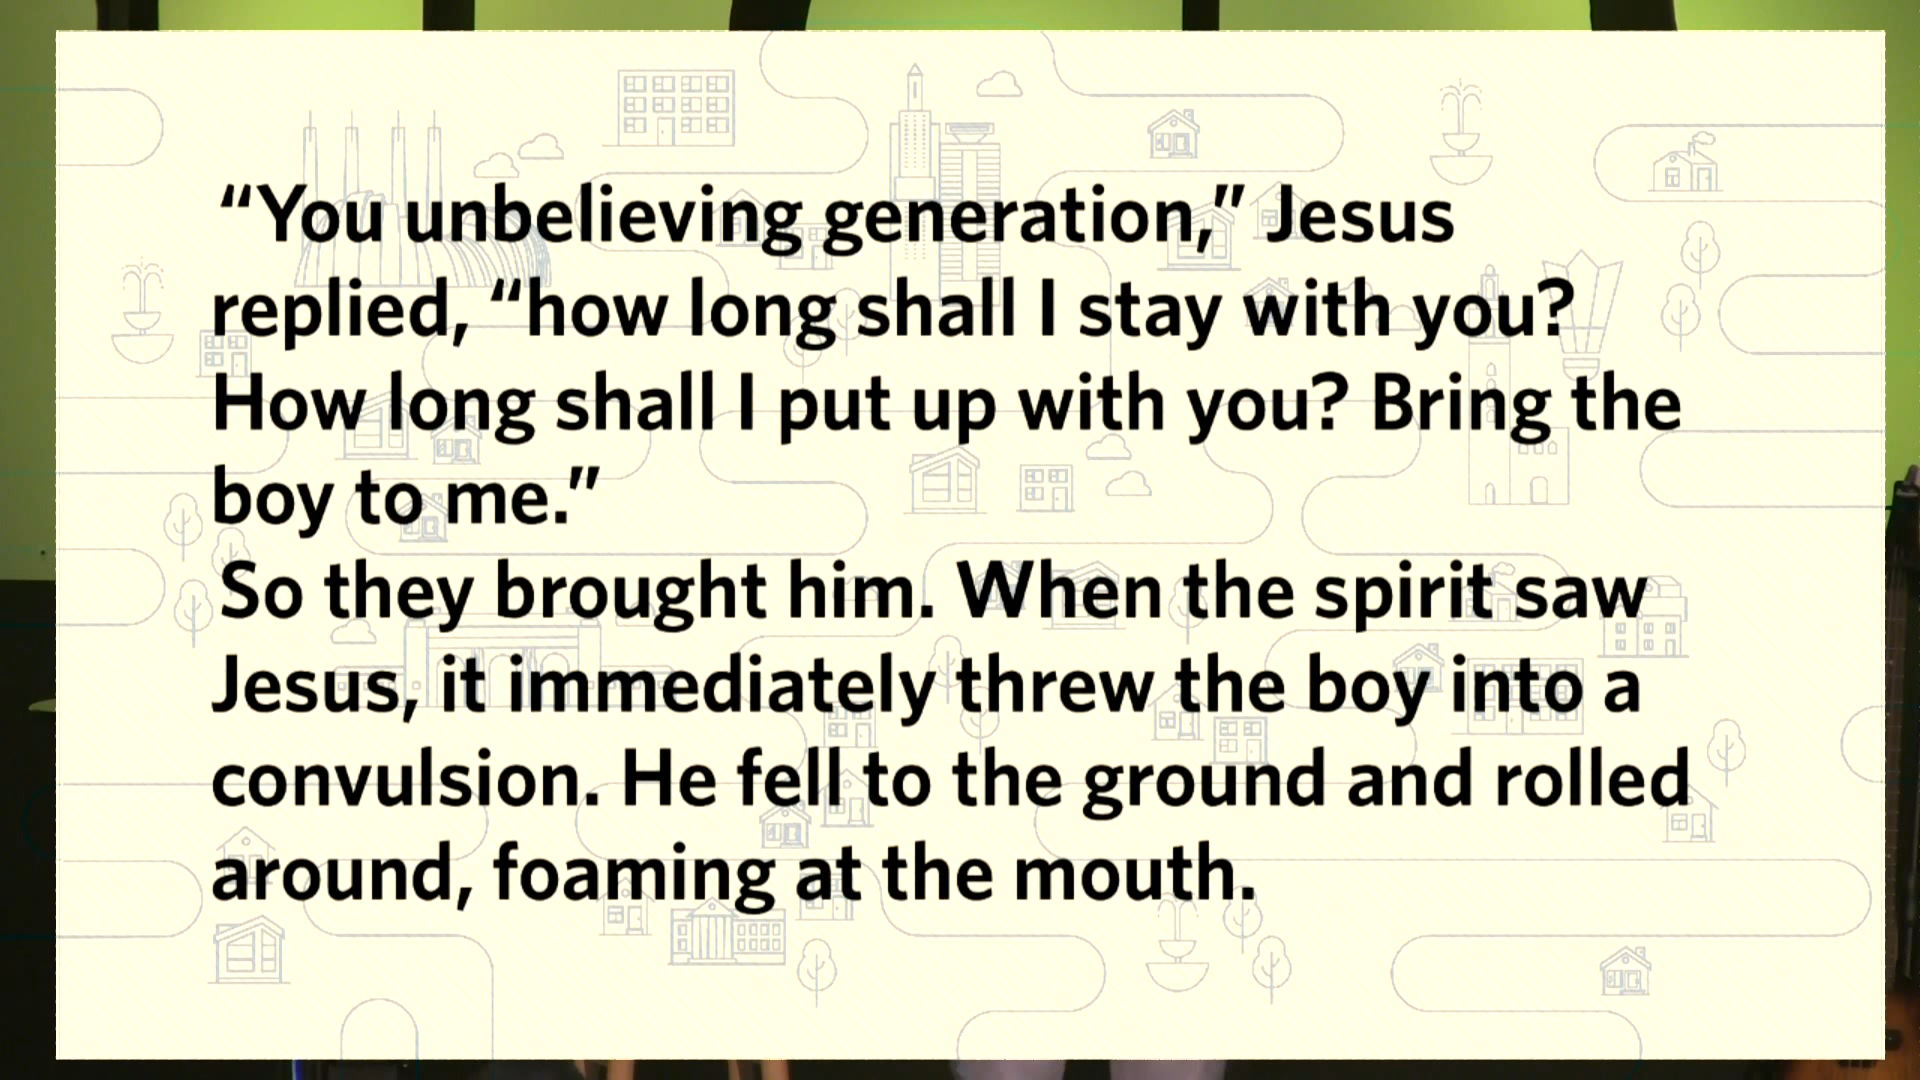 “You unbelieving generation,” Jesus
replied, “how long shall I stay with you?
How long shall I put up with you? Bring the
boy to me.”
So they brought him. When the spirit saw
Jesus, it immediately threw the boy into a
convulsion. He fell to the ground and rolled
around, foaming at the mouth.